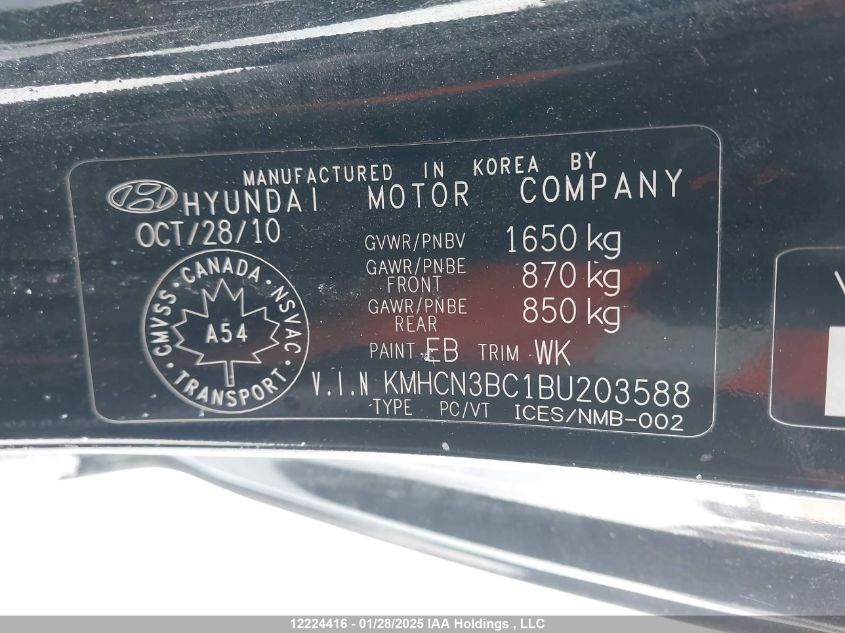 MANUFACTURED IN KOREA BY
HYUNDAI MOTOR COMPANY
OCT/28/10
GVWR/PNBV 1650 kg
GAWR/PNBE FRONT 870 kg
GAWR/PNBE REAR 850 kg
PAINT EB TRIM WK
V.I.N KMHCN3BC1BU203588
TYPE PC/VT ICES/NMB-002
CMVSS · CANADA · NSVAC
A54
TRANSPORT
12224416 - 01/28/2025 IAA Holdings , LLC